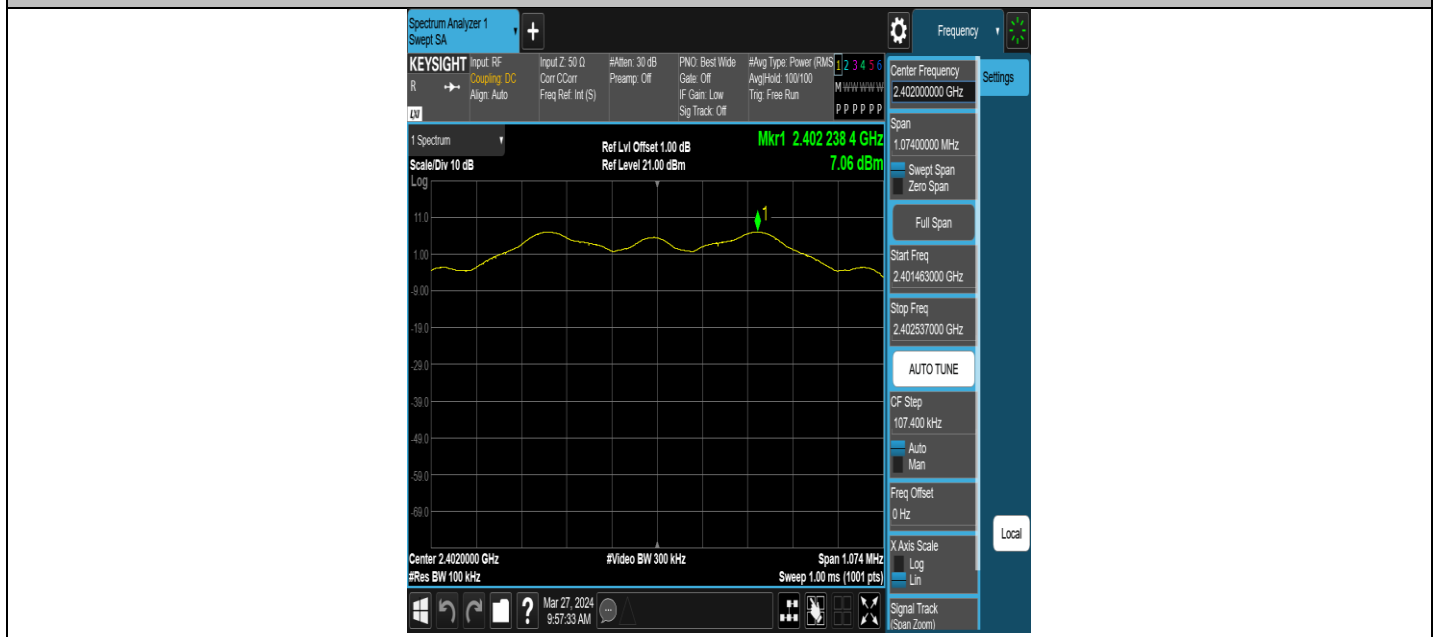 Spectrum Analyzer 1
Swept SA
+
Frequency
KEYSIGHT
R
LXI
Input: RF
Coupling: DC
Align: Auto
Input Z: 50 Ω
Corr CCorr
Freq Ref: Int (S)
#Atten: 30 dB
Preamp: Off
PNO: Best Wide
Gate: Off
IF Gain: Low
Sig Track: Off
#Avg Type: Power (RMS
Avg|Hold: 100/100
Trig: Free Run
1 2 3 4 5 6
M W W W W W
P P P P P P
1 Spectrum
Scale/Div 10 dB
Log
Ref Lvl Offset 1.00 dB
Ref Level 21.00 dBm
Mkr1 2.402 238 4 GHz
7.06 dBm
1
11.0
1.00
-9.00
-19.0
-29.0
-39.0
-49.0
-59.0
-69.0
Center 2.4020000 GHz
#Res BW 100 kHz
#Video BW 300 kHz
Span 1.074 MHz
Sweep 1.00 ms (1001 pts)
Center Frequency
2.402000000 GHz
Settings
Span
1.07400000 MHz
Swept Span
Zero Span
Full Span
Start Freq
2.401463000 GHz
Stop Freq
2.402537000 GHz
AUTO TUNE
CF Step
107.400 kHz
Auto
Man
Freq Offset
0 Hz
X Axis Scale
Log
Lin
Local
Signal Track
(Span Zoom)
?
Mar 27, 2024
9:57:33 AM